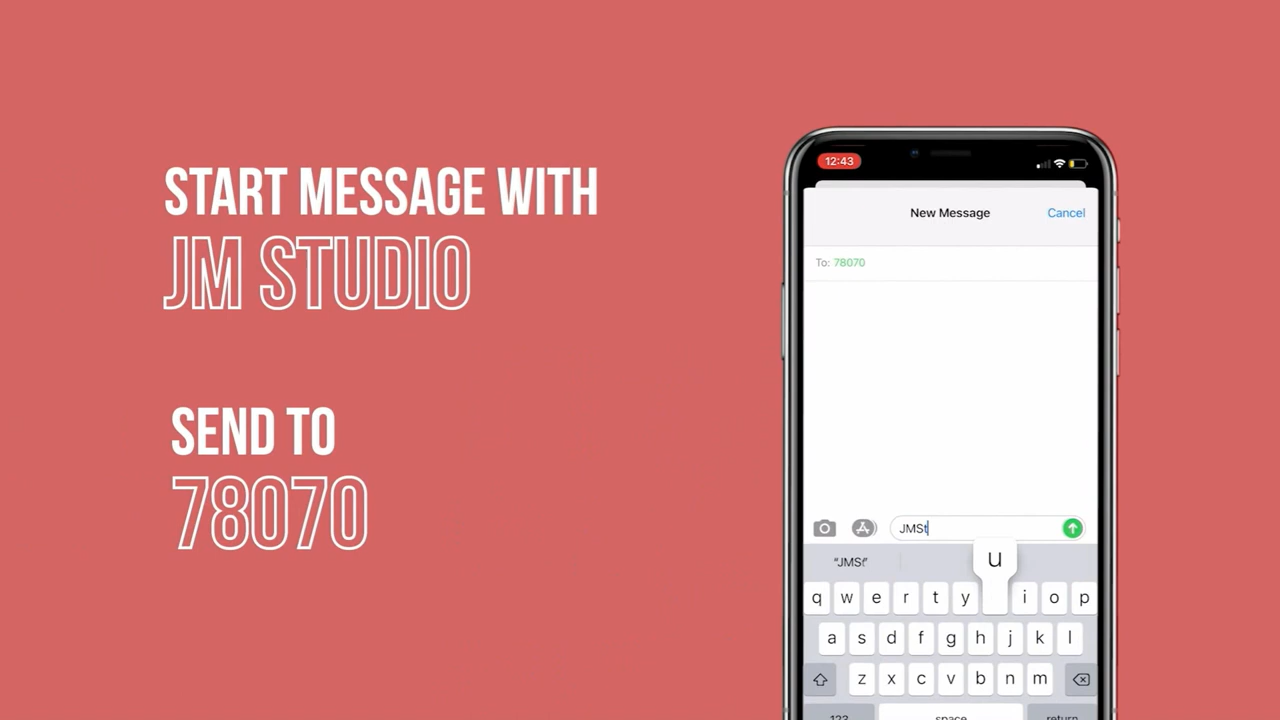 START MESSAGE WITH
JM STUDIO
SEND TO
78070
12:43
New Message
Cancel
To: 78070
JMSt
"JMSt"
u
q w e r t y i o p
a s d f g h j k l
z x c v b n m
123 space return